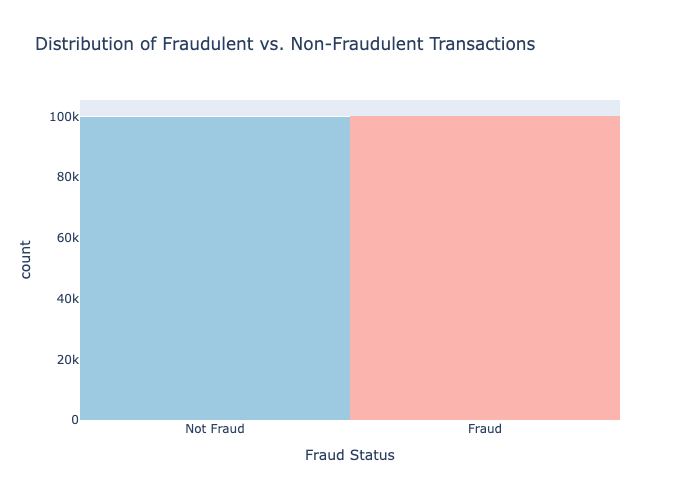 Distribution of Fraudulent vs. Non-Fraudulent Transactions
100k
80k
60k
40k
20k
0
count
Not Fraud
Fraud
Fraud Status